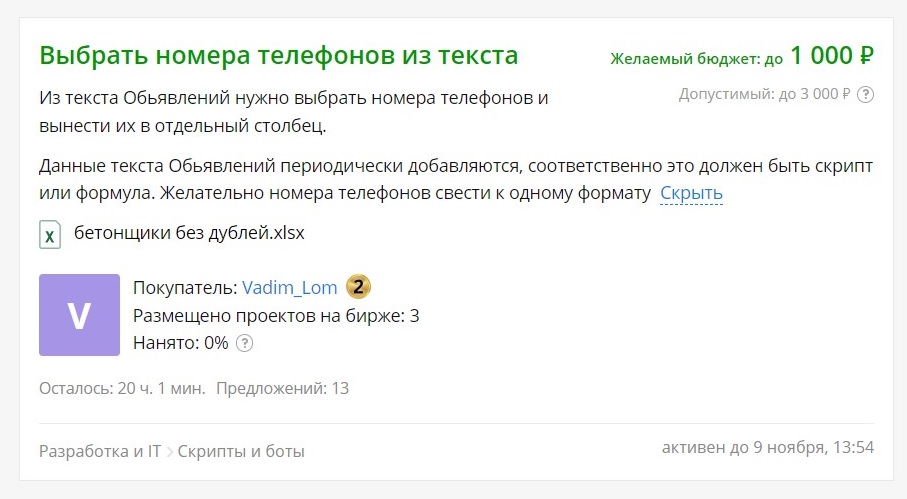 Выбрать номера телефонов из текста
Желаемый бюджет: до 1 000 ₽
Допустимый: до 3 000 ₽ ?
Из текста Обьявлений нужно выбрать номера телефонов и
вынести их в отдельный столбец.
Данные текста Обьявлений периодически добавляются, соответственно это должен быть скрипт
или формула. Желательно номера телефонов свести к одному формату Скрыть
X
бетонщики без дублей.xlsx
V
Покупатель: Vadim_Lom 2
Размещено проектов на бирже: 3
Нанято: 0% ?
Осталось: 20 ч. 1 мин. Предложений: 13
Разработка и IT > Скрипты и боты
активен до 9 ноября, 13:54